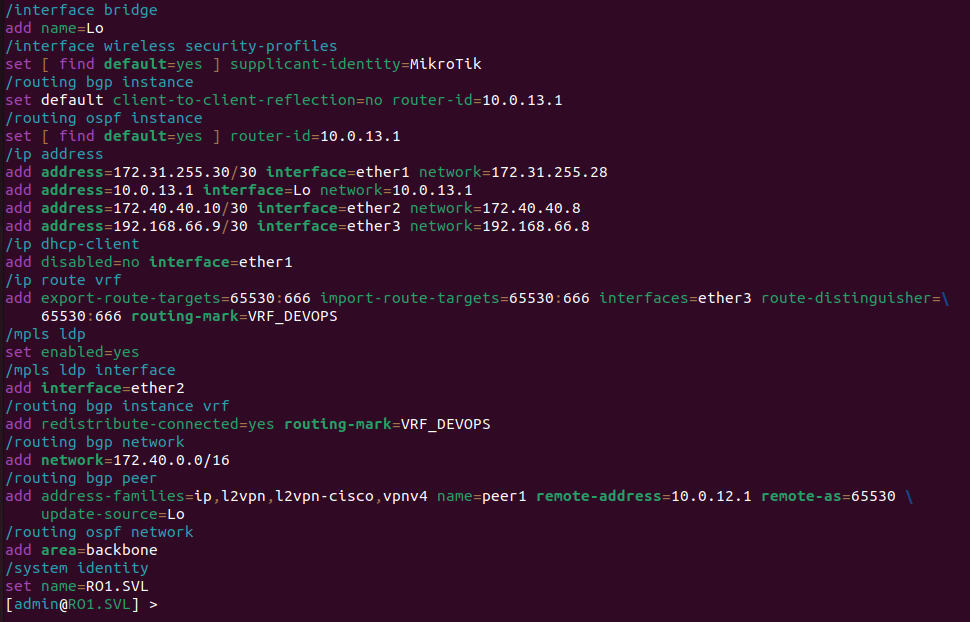 /interface bridge
add name=Lo
/interface wireless security-profiles
set [ find default=yes ] supplicant-identity=MikroTik
/routing bgp instance
set default client-to-client-reflection=no router-id=10.0.13.1
/routing ospf instance
set [ find default=yes ] router-id=10.0.13.1
/ip address
add address=172.31.255.30/30 interface=ether1 network=172.31.255.28
add address=10.0.13.1 interface=Lo network=10.0.13.1
add address=172.40.40.10/30 interface=ether2 network=172.40.40.8
add address=192.168.66.9/30 interface=ether3 network=192.168.66.8
/ip dhcp-client
add disabled=no interface=ether1
/ip route vrf
add export-route-targets=65530:666 import-route-targets=65530:666 interfaces=ether3 route-distinguisher=\
    65530:666 routing-mark=VRF_DEVOPS
/mpls ldp
set enabled=yes
/mpls ldp interface
add interface=ether2
/routing bgp instance vrf
add redistribute-connected=yes routing-mark=VRF_DEVOPS
/routing bgp network
add network=172.40.0.0/16
/routing bgp peer
add address-families=ip,l2vpn,l2vpn-cisco,vpnv4 name=peer1 remote-address=10.0.12.1 remote-as=65530 \
    update-source=Lo
/routing ospf network
add area=backbone
/system identity
set name=RO1.SVL
[admin@RO1.SVL] >